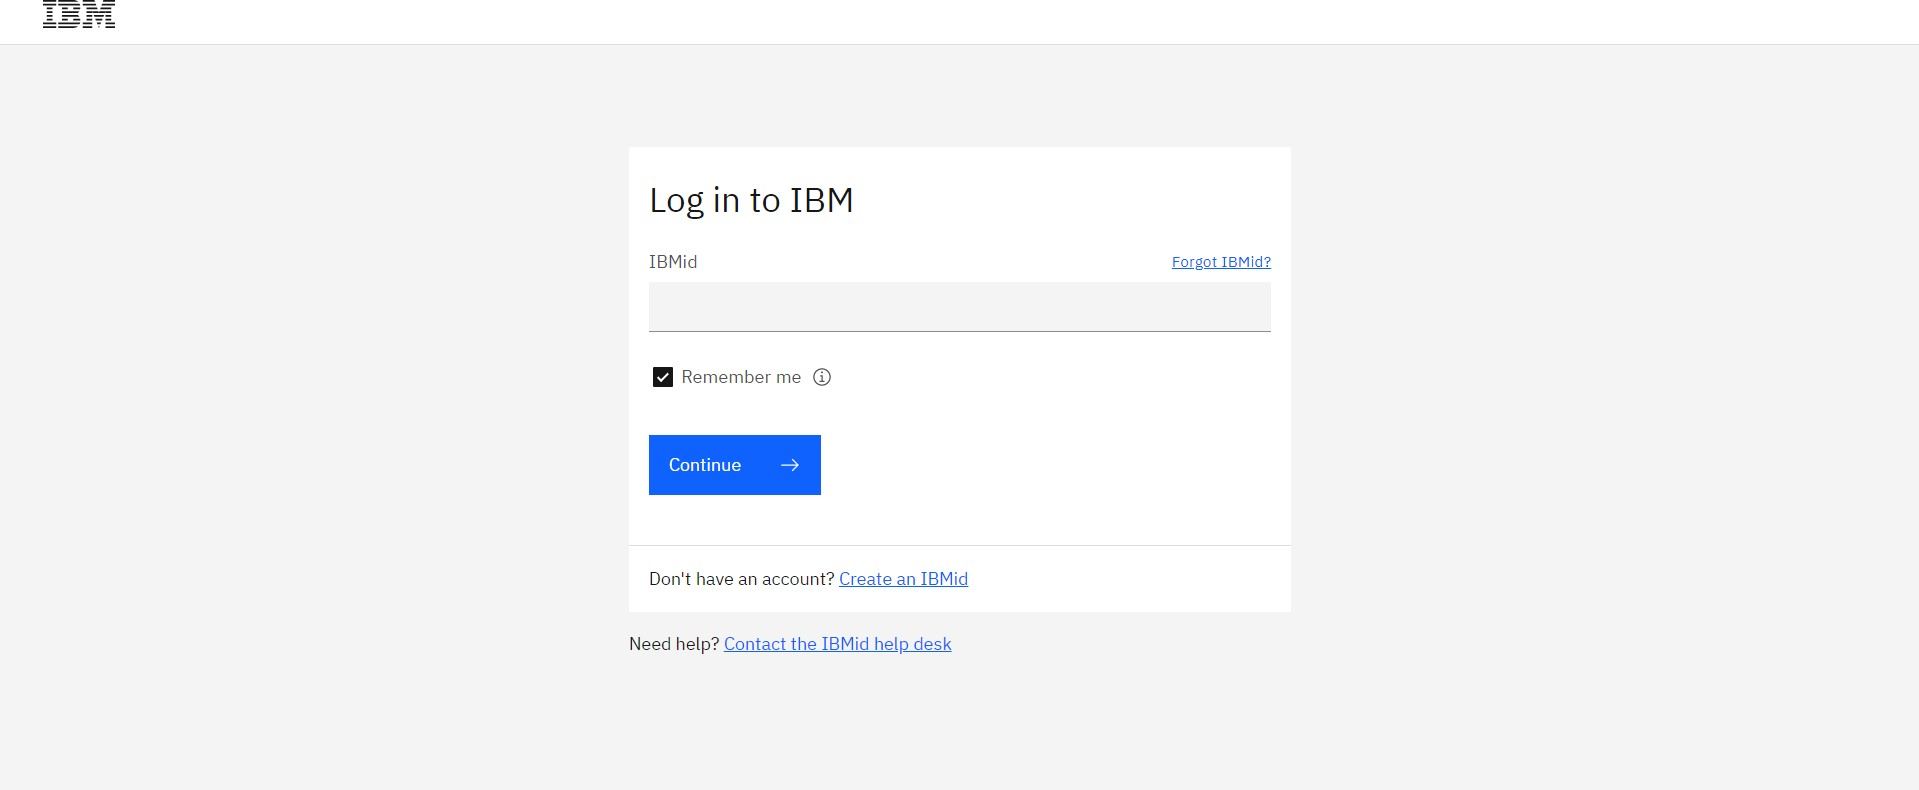 IBM
Log in to IBM
IBMid Forgot IBMid?
Remember me
Continue
Don't have an account? Create an IBMid
Need help? Contact the IBMid help desk